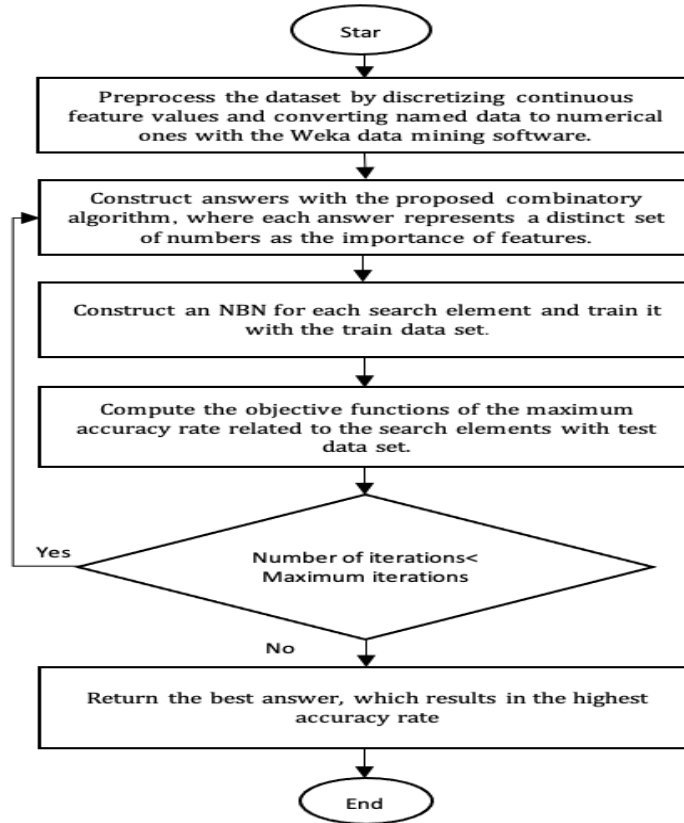 Star
Preprocess the dataset by discretizing continuous
feature values and converting named data to numerical
ones with the Weka data mining software.
Construct answers with the proposed combinatory
algorithm, where each answer represents a distinct set
of numbers as the importance of features.
Construct an NBN for each search element and train it
with the train data set.
Compute the objective functions of the maximum
accuracy rate related to the search elements with test
data set.
Yes
Number of iterations<
Maximum iterations
No
Return the best answer, which results in the highest
accuracy rate
End